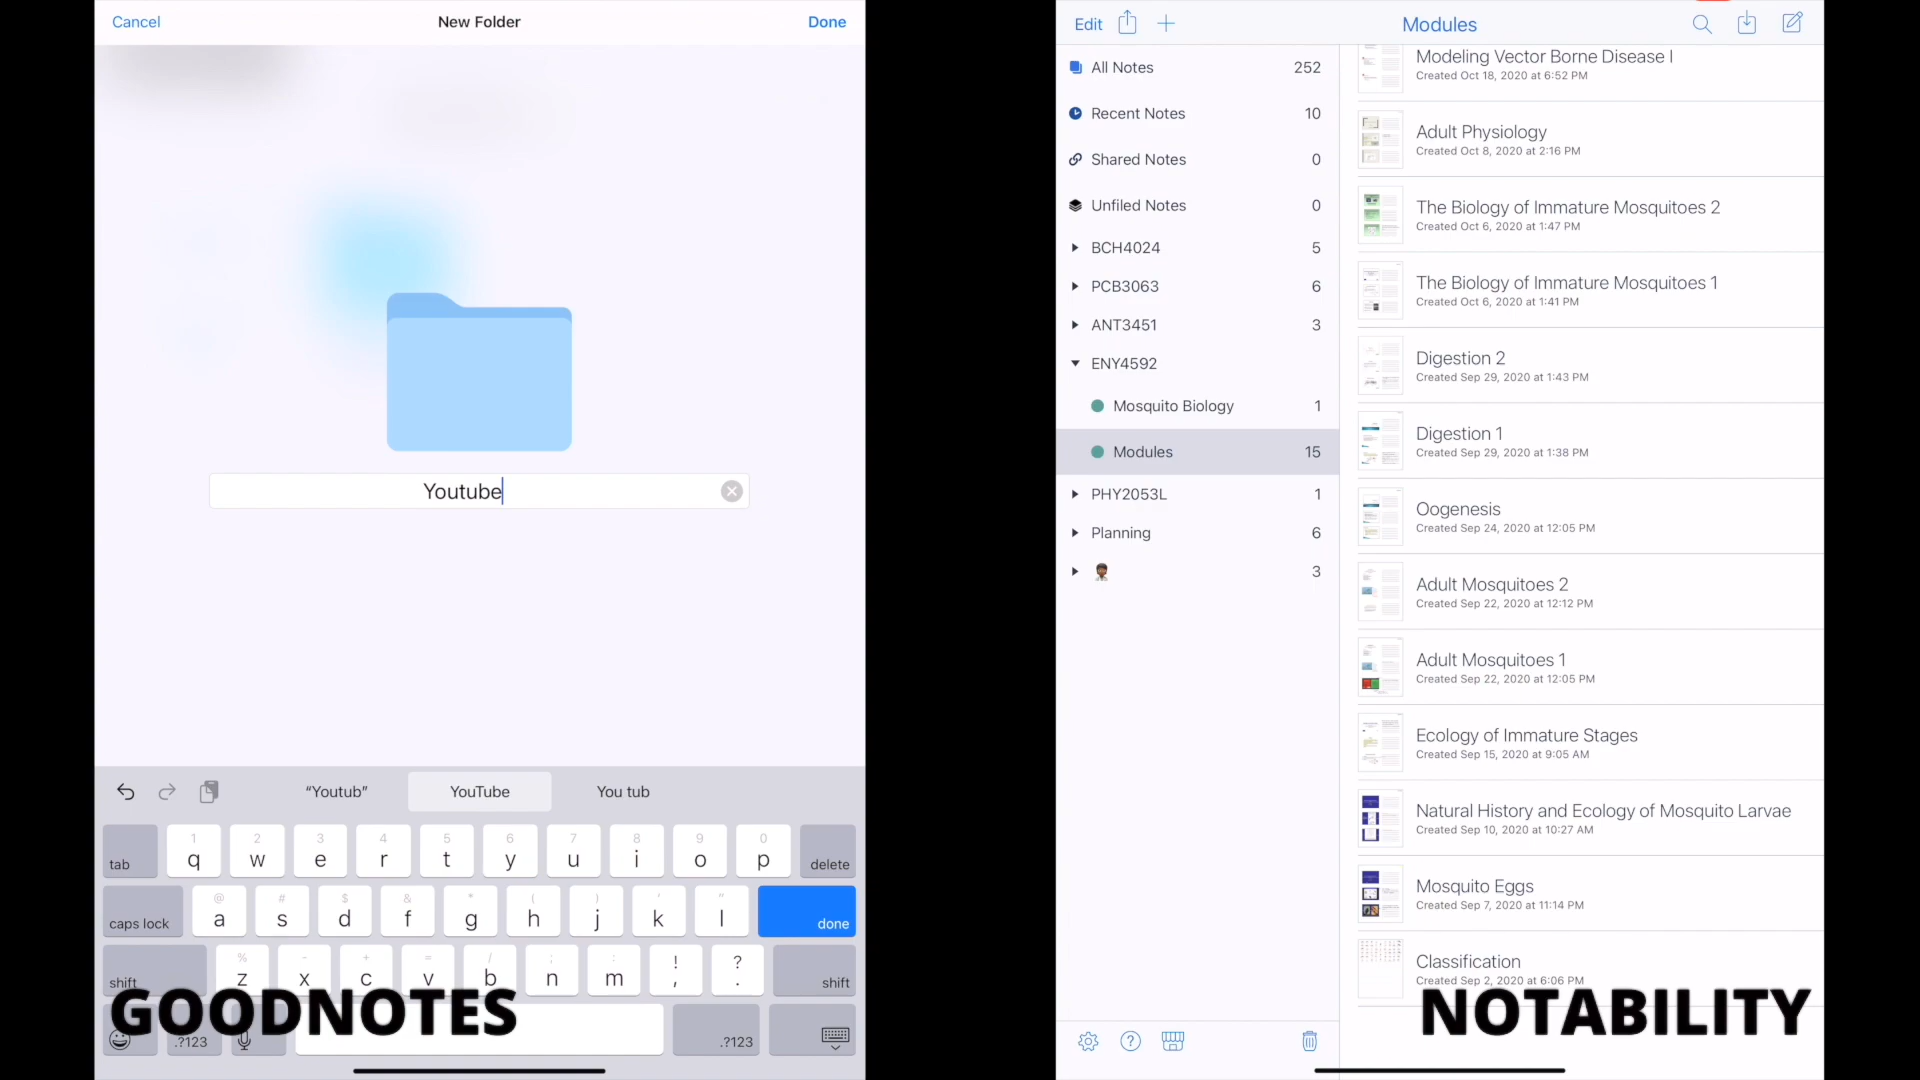 Cancel
New Folder
Done
Youtube
"Youtub"
YouTube
You tub
1 2 3 4 5 6 7 8 9 0
tab q w e r t y u i o p delete
@ # $ & * ( ) ' "
caps lock a s d f g h j k l done
% - + = / ; : ! ?
shift z x c v b n m , . shift
.?123
.?123
GOODNOTES
Edit
Modules
All Notes 252
Recent Notes 10
Shared Notes 0
Unfiled Notes 0
BCH4024 5
PCB3063 6
ANT3451 3
ENY4592
Mosquito Biology 1
Modules 15
PHY2053L 1
Planning 6
3
Modeling Vector Borne Disease I
Created Oct 18, 2020 at 6:52 PM
Adult Physiology
Created Oct 8, 2020 at 2:16 PM
The Biology of Immature Mosquitoes 2
Created Oct 6, 2020 at 1:47 PM
The Biology of Immature Mosquitoes 1
Created Oct 6, 2020 at 1:41 PM
Digestion 2
Created Sep 29, 2020 at 1:43 PM
Digestion 1
Created Sep 29, 2020 at 1:38 PM
Oogenesis
Created Sep 24, 2020 at 12:05 PM
Adult Mosquitoes 2
Created Sep 22, 2020 at 12:12 PM
Adult Mosquitoes 1
Created Sep 22, 2020 at 12:05 PM
Ecology of Immature Stages
Created Sep 15, 2020 at 9:05 AM
Natural History and Ecology of Mosquito Larvae
Created Sep 10, 2020 at 10:27 AM
Mosquito Eggs
Created Sep 7, 2020 at 11:14 PM
Classification
Created Sep 2, 2020 at 6:06 PM
NOTABILITY